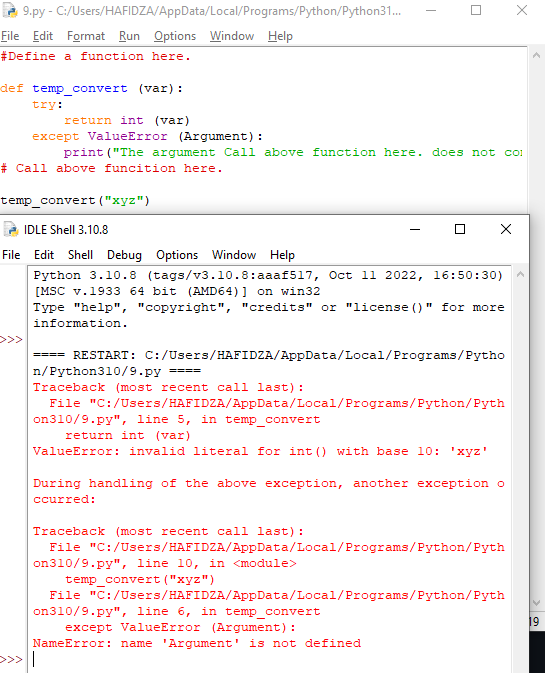 9.py - C:/Users/HAFIDZA/AppData/Local/Programs/Python/Python31...
File Edit Format Run Options Window Help
#Define a function here.
def temp_convert (var):
    try:
        return int (var)
    except ValueError (Argument):
        print("The argument Call above function here. does not con
# Call above funcition here.
temp_convert("xyz")
IDLE Shell 3.10.8
File Edit Shell Debug Options Window Help
Python 3.10.8 (tags/v3.10.8:aaaf517, Oct 11 2022, 16:50:30)
[MSC v.1933 64 bit (AMD64)] on win32
Type "help", "copyright", "credits" or "license()" for more
information.
>>>
==== RESTART: C:/Users/HAFIDZA/AppData/Local/Programs/Pytho
n/Python310/9.py ====
Traceback (most recent call last):
  File "C:/Users/HAFIDZA/AppData/Local/Programs/Python/Pyth
on310/9.py", line 5, in temp_convert
    return int (var)
ValueError: invalid literal for int() with base 10: 'xyz'
During handling of the above exception, another exception o
ccurred:
Traceback (most recent call last):
  File "C:/Users/HAFIDZA/AppData/Local/Programs/Python/Pyth
on310/9.py", line 10, in <module>
    temp_convert("xyz")
  File "C:/Users/HAFIDZA/AppData/Local/Programs/Python/Pyth
on310/9.py", line 6, in temp_convert
    except ValueError (Argument):
NameError: name 'Argument' is not defined
>>>
19